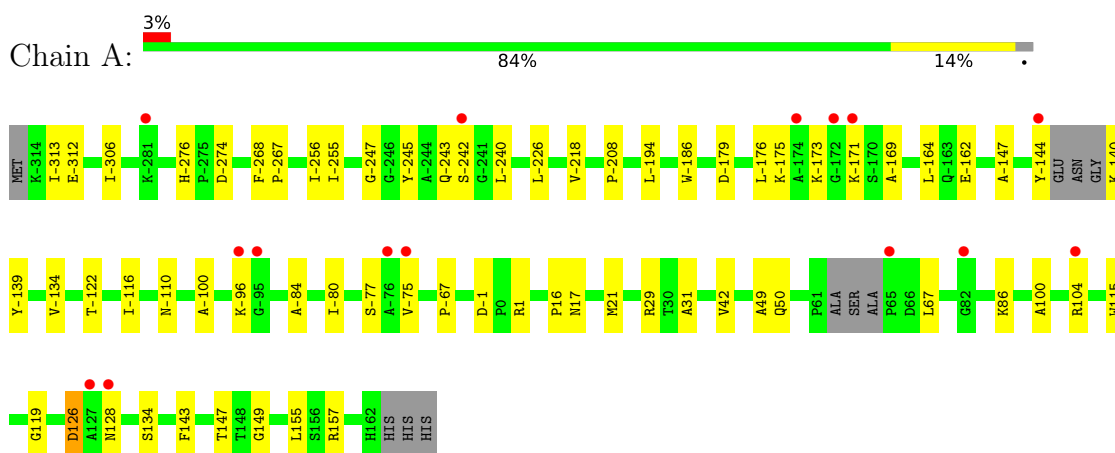 3%
Chain A:
84% 14% •
MET K-314 I-313 E-312 I-306 K-281 H-276 P-275 D-274 F-268 P-267 I-256 I-255 G-247 G-246 Y-245 A-244 Q-243 S-242 G-241 L-240 L-226 V-218 P-208 L-194 W-186 D-179 L-176 K-175 A-174 K-173 G-172 K-171 S-170 A-169 L-164 Q-163 E-162 A-147 Y-144 GLU ASN GLY K-140
Y-139 V-134 T-122 I-116 N-110 A-100 K-96 G-95 A-84 I-80 S-77 A-76 V-75 P-67 D-1 P0 R1 P16 N17 M21 R29 T30 A31 V42 A49 Q50 P61 ALA SER ALA P65 D66 L67 G82 K86 A100 R104 W115
G119 D126 A127 N128 S134 F143 T147 T148 G149 L155 S156 R157 H162 HIS HIS HIS